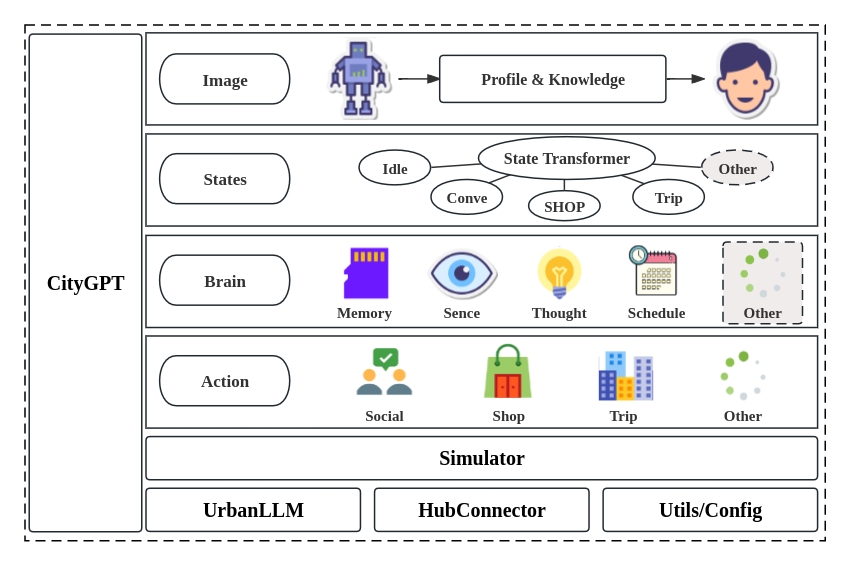 CityGPT
Image
Profile & Knowledge
States
State Transformer
Idle
Conve
SHOP
Trip
Other
Brain
Memory
Sence
Thought
Schedule
Other
Action
Social
Shop
Trip
Other
Simulator
UrbanLLM
HubConnector
Utils/Config